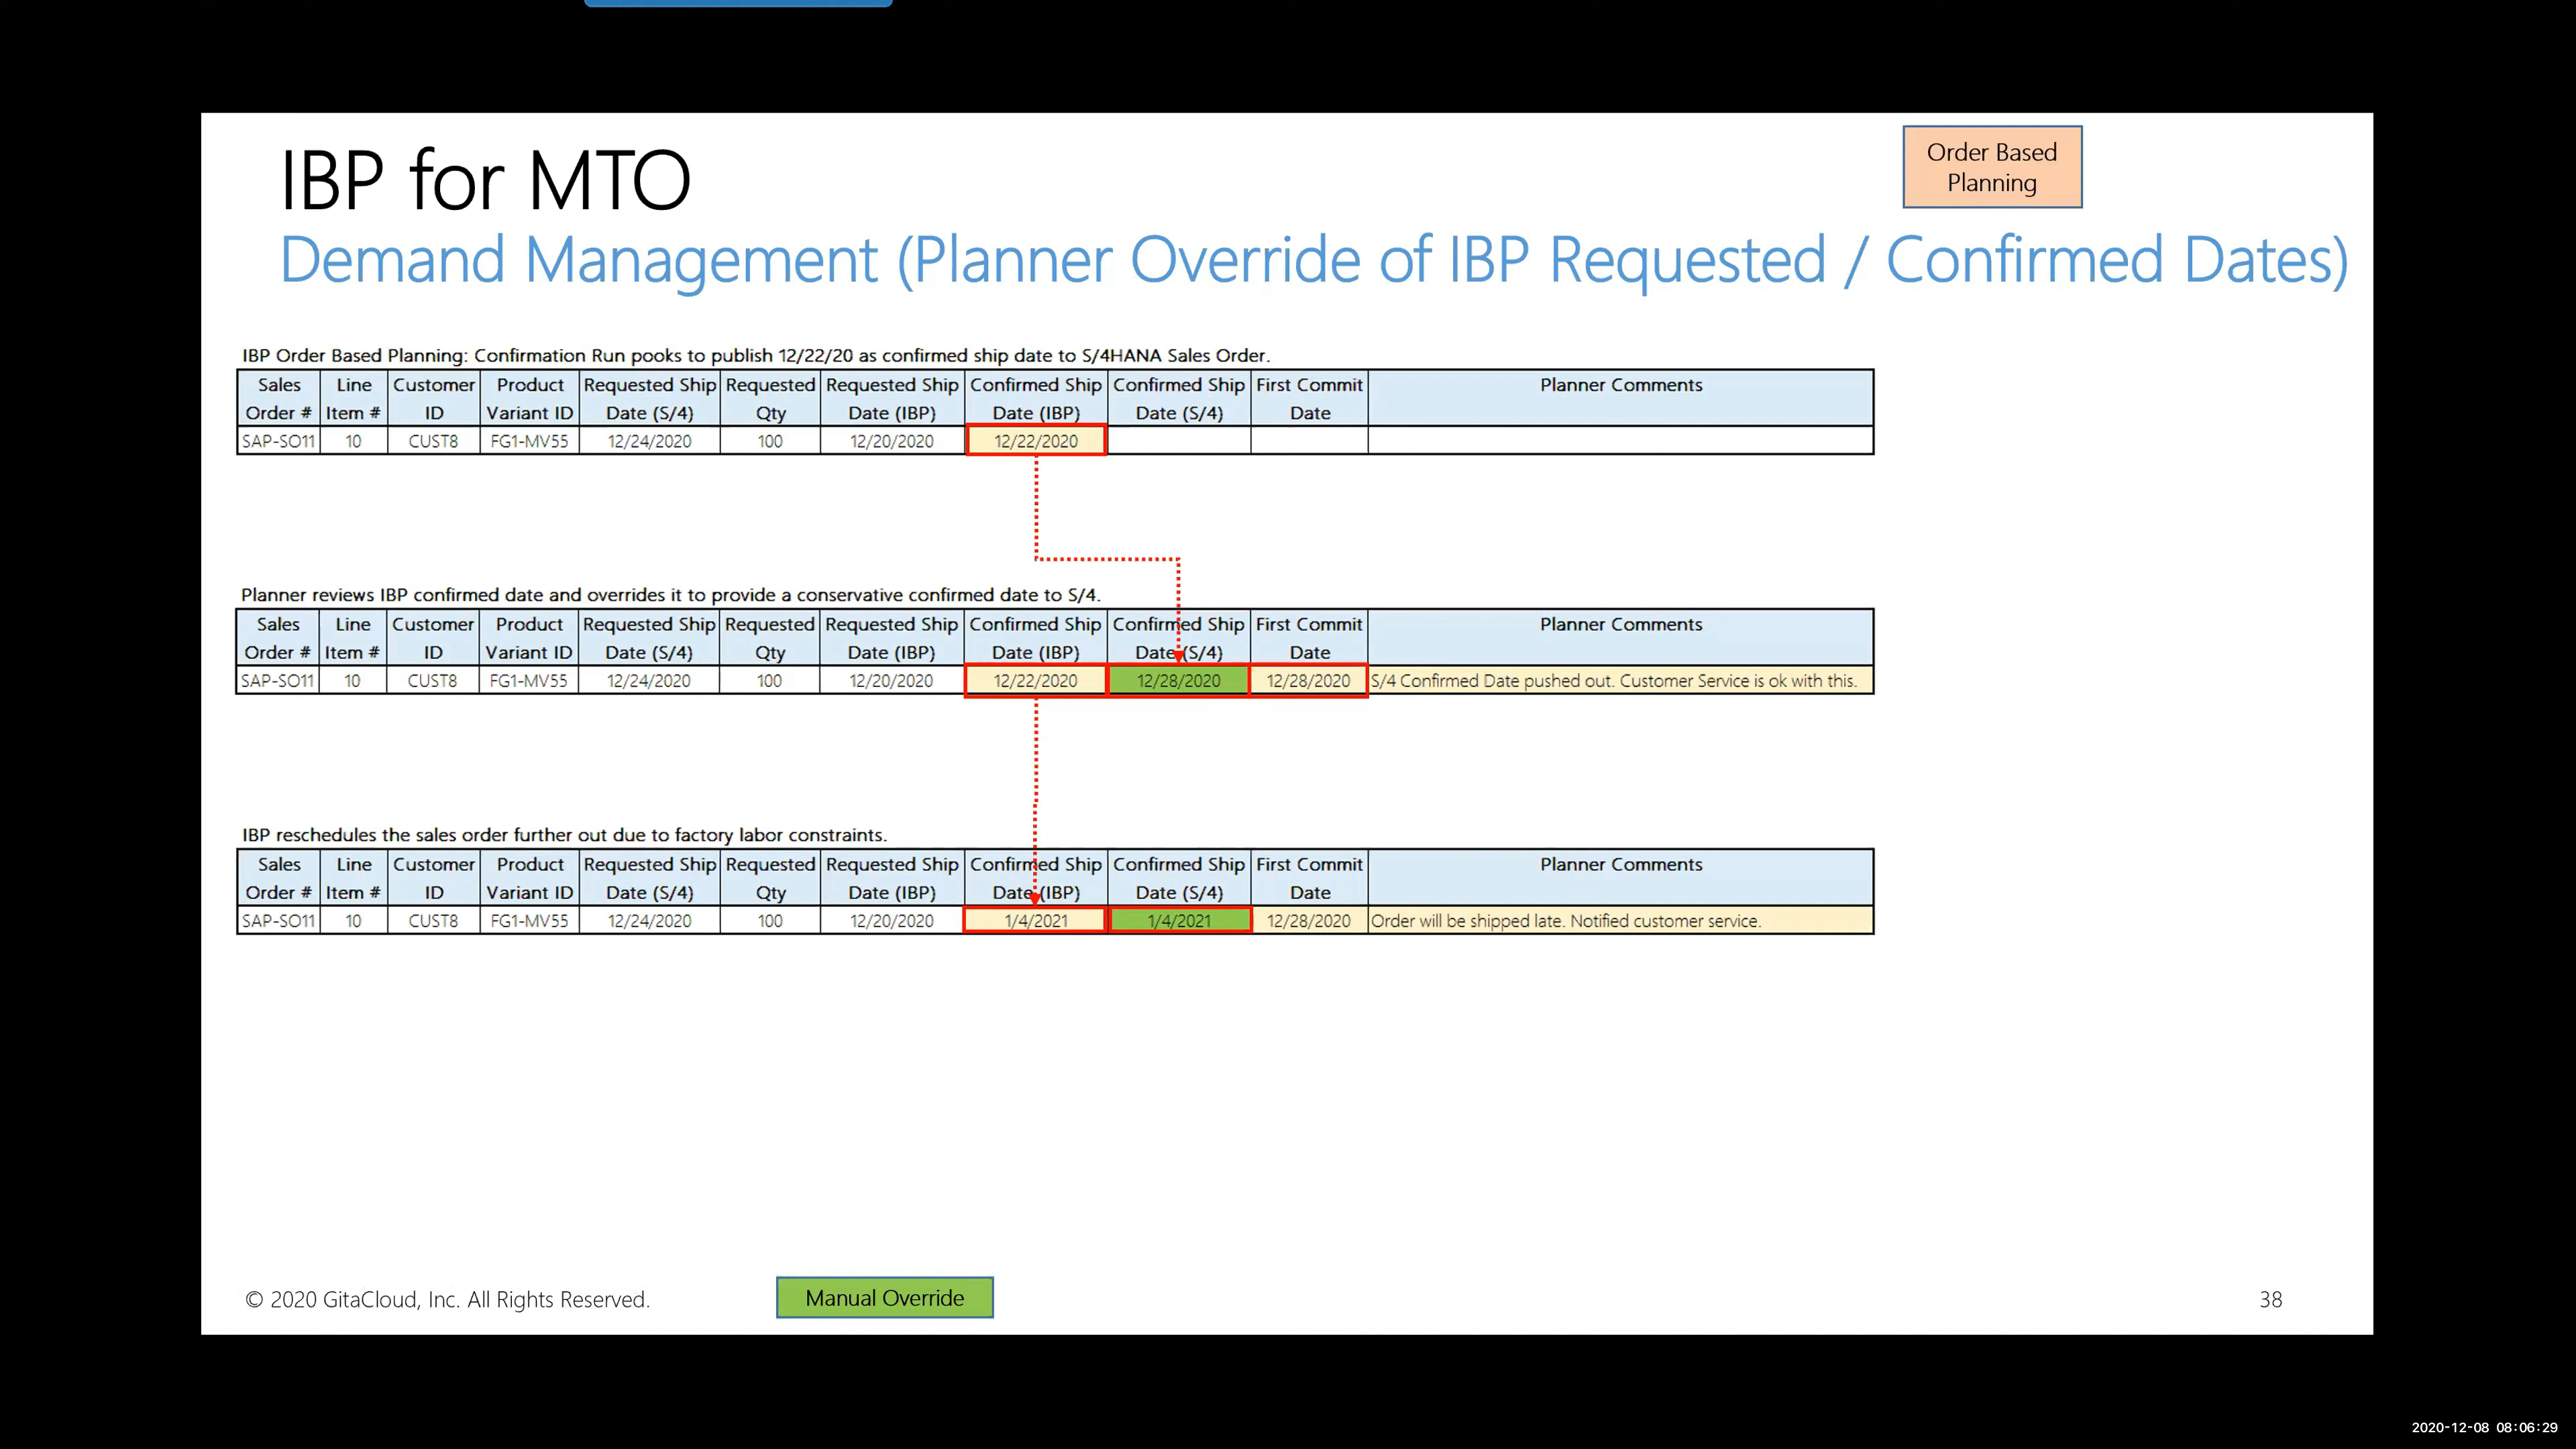 IBP for MTO
Order Based
Planning
Demand Management (Planner Override of IBP Requested / Confirmed Dates)
IBP Order Based Planning: Confirmation Run pooks to publish 12/22/20 as confirmed ship date to S/4HANA Sales Order.
Sales Line Customer Product Requested Ship Requested Requested Ship Confirmed Ship Confirmed Ship First Commit Planner Comments
Order # Item # ID Variant ID Date (S/4) Qty Date (IBP) Date (IBP) Date (S/4) Date
SAP-SO11 10 CUST8 FG1-MV55 12/24/2020 100 12/20/2020 12/22/2020
Planner reviews IBP confirmed date and overrides it to provide a conservative confirmed date to S/4.
Sales Line Customer Product Requested Ship Requested Requested Ship Confirmed Ship Confirmed Ship First Commit Planner Comments
Order # Item # ID Variant ID Date (S/4) Qty Date (IBP) Date (IBP) Date (S/4) Date
SAP-SO11 10 CUST8 FG1-MV55 12/24/2020 100 12/20/2020 12/22/2020 12/28/2020 12/28/2020 S/4 Confirmed Date pushed out. Customer Service is ok with this.
IBP reschedules the sales order further out due to factory labor constraints.
Sales Line Customer Product Requested Ship Requested Requested Ship Confirmed Ship Confirmed Ship First Commit Planner Comments
Order # Item # ID Variant ID Date (S/4) Qty Date (IBP) Date (IBP) Date (S/4) Date
SAP-SO11 10 CUST8 FG1-MV55 12/24/2020 100 12/20/2020 1/4/2021 1/4/2021 12/28/2020 Order will be shipped late. Notified customer service.
© 2020 GitaCloud, Inc. All Rights Reserved.
Manual Override
38
2020-12-08 08:06:29